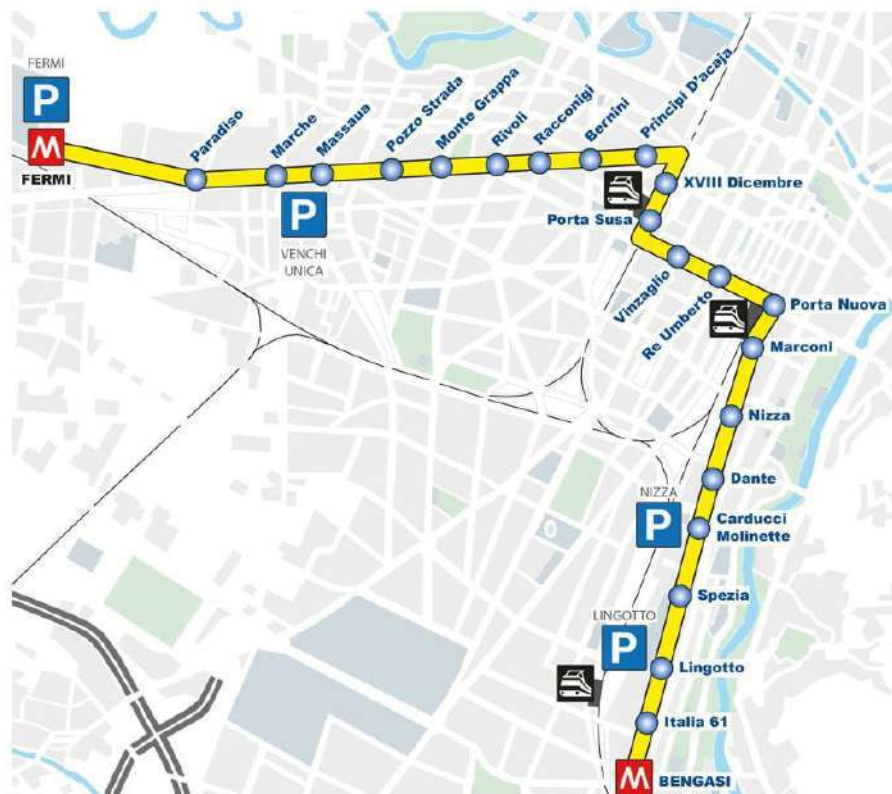 FERMI
P
M
FERMI
Paradiso
Marche
Massaua
Pozzo Strada
Monte Grappa
Rivoli
Racconigi
Bernini
Principi D'acaja
XVIII Dicembre
P
VENCHI
UNICA
Porta Susa
Vinzaglio
Re Umberto
Porta Nuova
Marconi
Nizza
Dante
NIZZA
P
Carducci
Molinette
Spezia
LINGOTTO
P
Lingotto
Italia 61
M
BENGASI